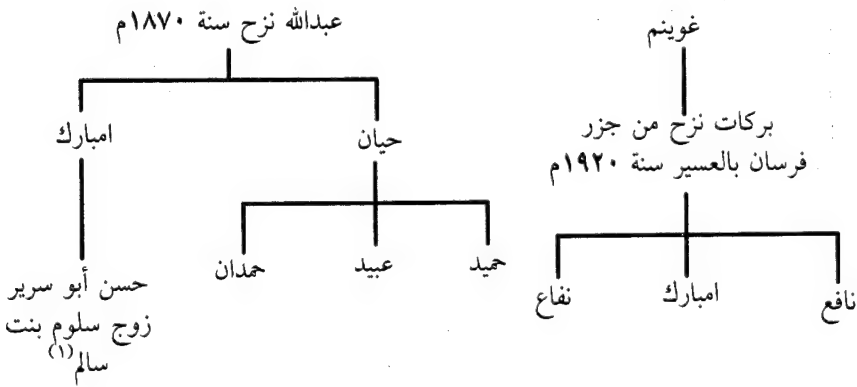 غوينم
بركات نزح من جزر
فرسان بالعسير سنة ١٩٢٠م
نافع
امبارك
نفاع
عبدالله نزح سنة ١٨٧٠م
حيان
امبارك
حميد
عبيد
حمدان
حسن أبو سرير
زوج سلوم بنت
سالم(١)